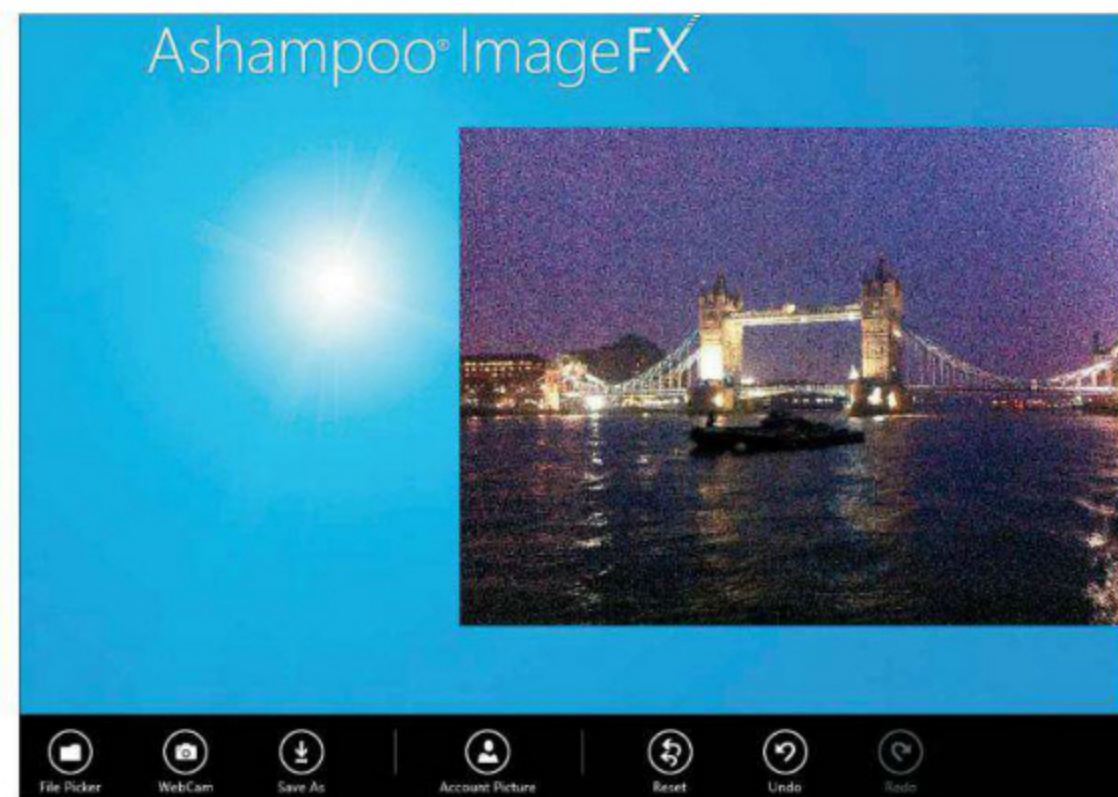 Ashampoo® ImageFX
File Picker WebCam Save As Account Picture Reset Undo Redo